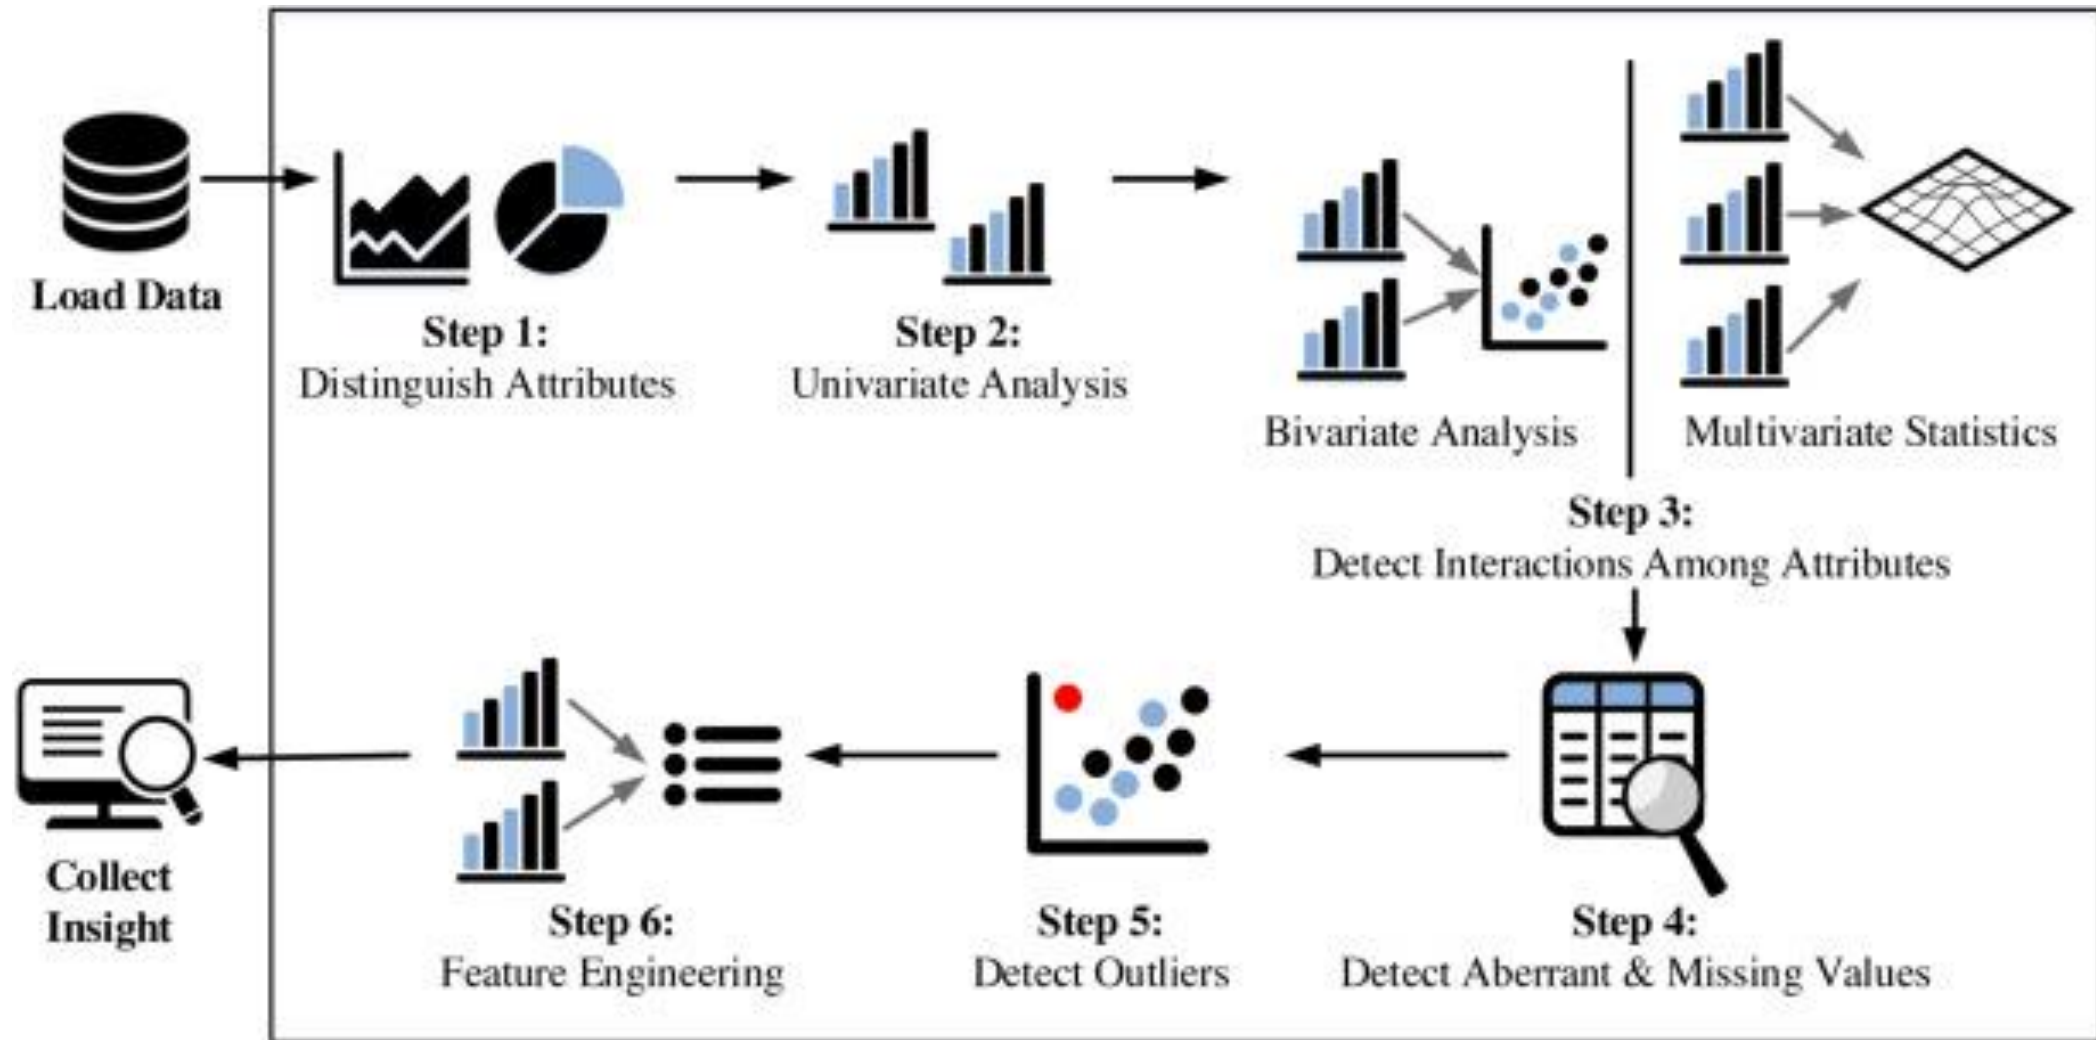 Load Data
Step 1:
Distinguish Attributes
Step 2:
Univariate Analysis
Bivariate Analysis
Multivariate Statistics
Step 3:
Detect Interactions Among Attributes
Step 4:
Detect Aberrant & Missing Values
Step 5:
Detect Outliers
Step 6:
Feature Engineering
Collect
Insight